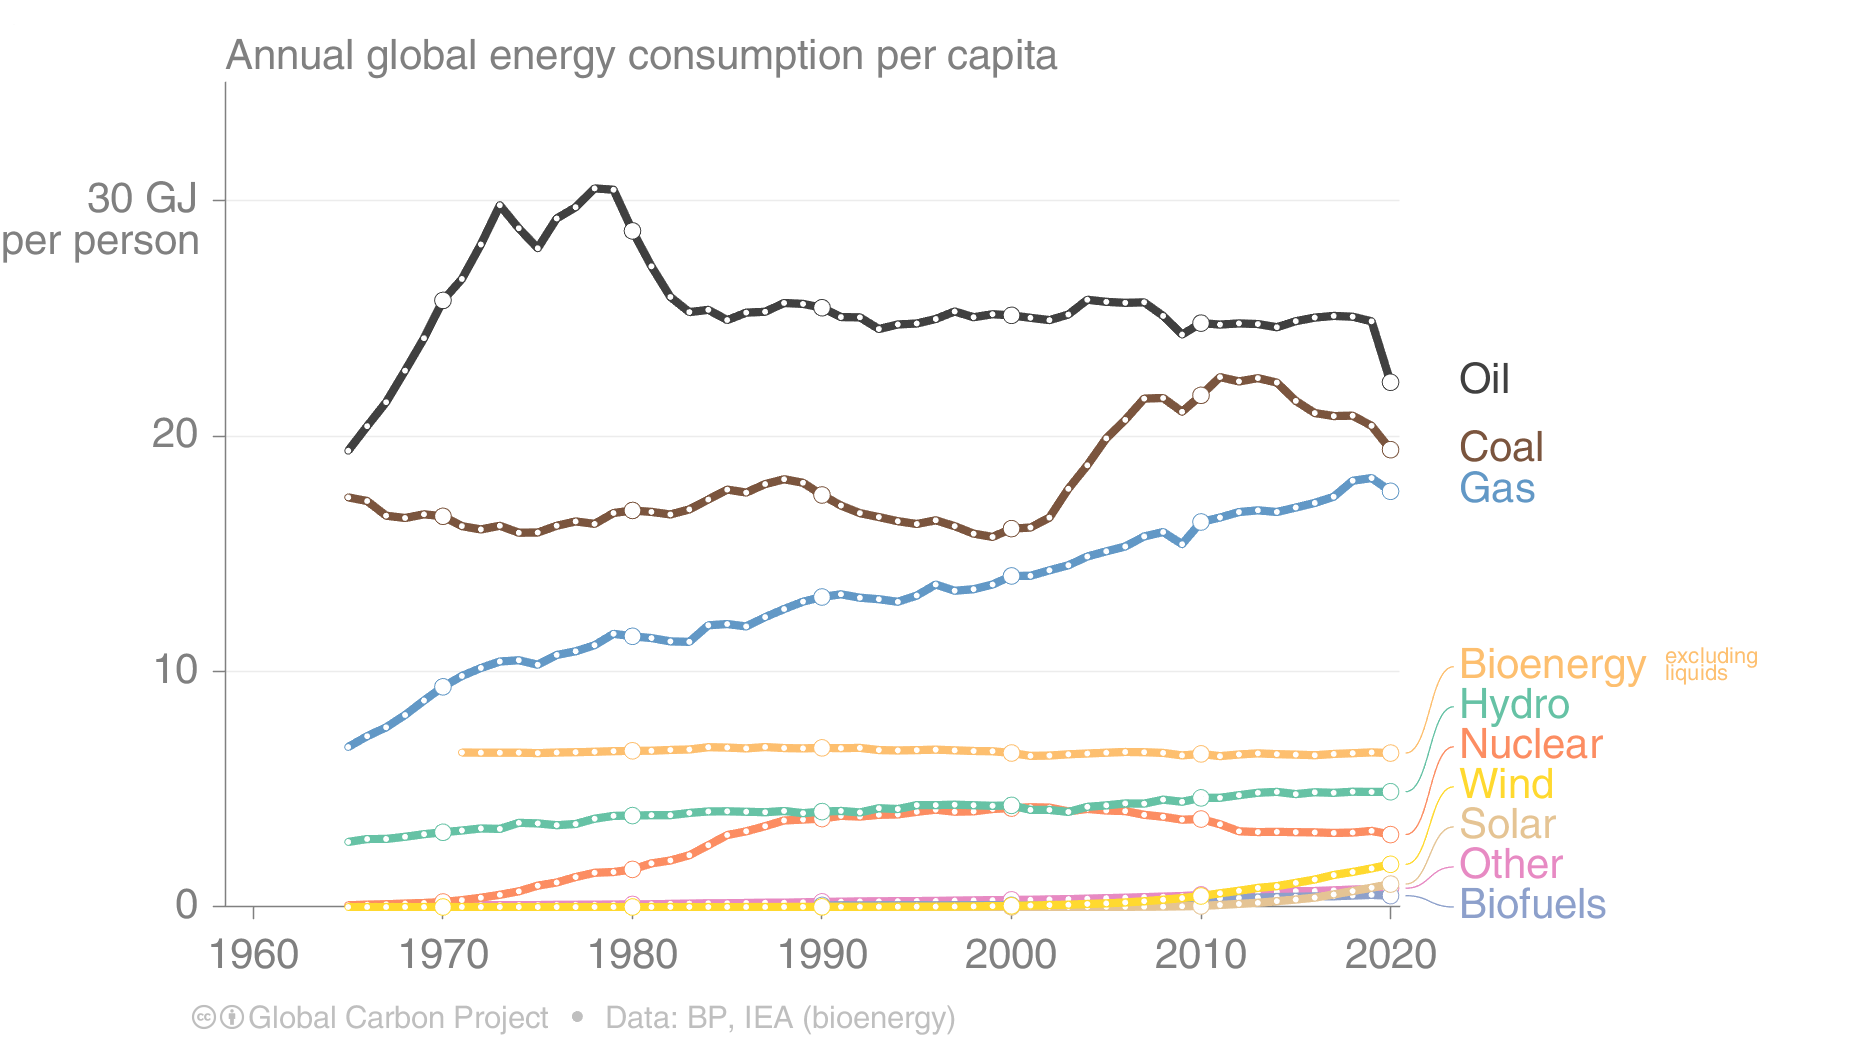 Annual global energy consumption per capita
30 GJ
per person
20
10
0
1960 1970 1980 1990 2000 2010 2020
Oil
Coal
Gas
Bioenergy excluding
liquids
Hydro
Nuclear
Wind
Solar
Other
Biofuels
cc Global Carbon Project • Data: BP, IEA (bioenergy)